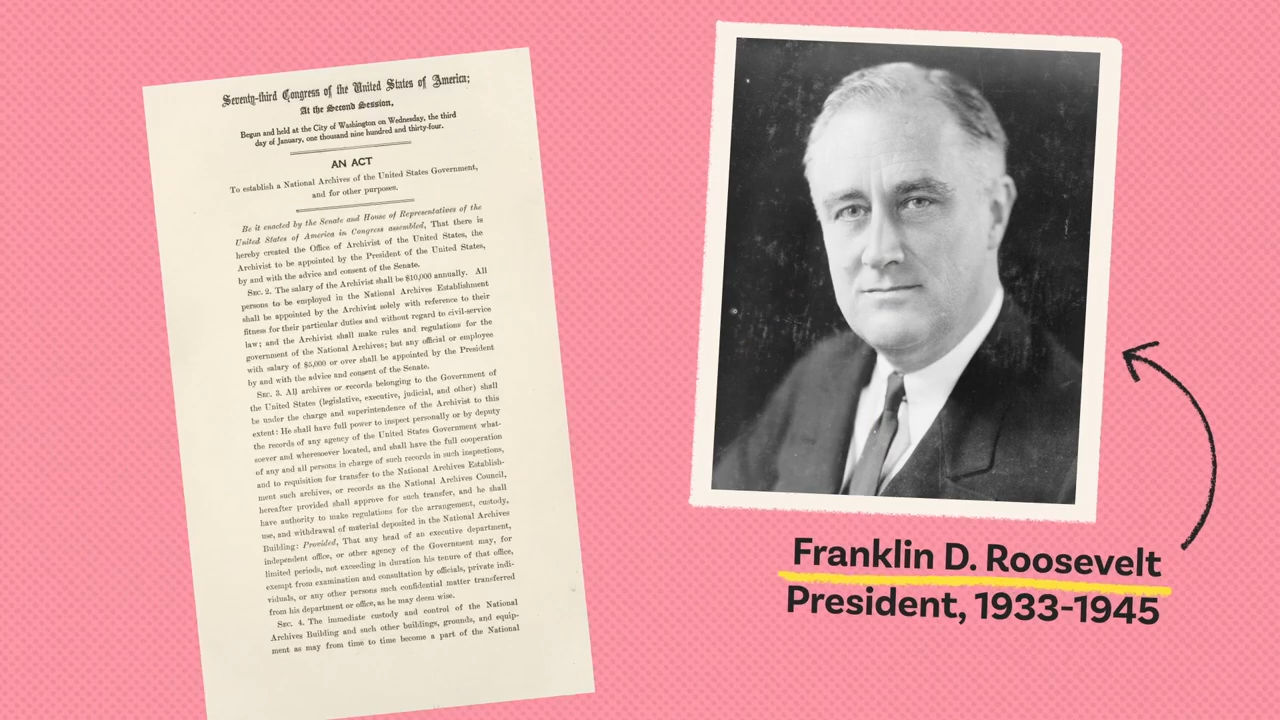 Seventy-third Congress of the United States of America;
At the Second Session,
Begun and held at the City of Washington on Wednesday, the third
day of January, one thousand nine hundred and thirty-four.
AN ACT
To establish a National Archives of the United States Government,
and for other purposes.
Be it enacted by the Senate and House of Representatives of the
United States of America in Congress assembled, That there is
hereby created the Office of Archivist of the United States, the
Archivist to be appointed by the President of the United States,
by and with the advice and consent of the Senate.
SEC. 2. The salary of the Archivist shall be $10,000 annually. All
persons to be employed in the National Archives Establishment
shall be appointed by the Archivist solely with reference to their
fitness for their particular duties and without regard to civil-service
law; and the Archivist shall make rules and regulations for the
government of the National Archives; but any official or employee
with salary of $5,000 or over shall be appointed by the President
by and with the advice and consent of the Senate.
SEC. 3. All archives or records belonging to the Government of
the United States (legislative, executive, judicial, and other) shall
be under the charge and superintendence of the Archivist to this
extent: He shall have full power to inspect personally or by deputy
the records of any agency of the United States Government what-
soever and wheresoever located, and shall have the full cooperation
of any and all persons in charge of such records in such inspections,
and to requisition for transfer to the National Archives Establish-
ment such archives, or records as the National Archives Council,
hereafter provided shall approve for such transfer, and he shall
have authority to make regulations for the arrangement, custody,
use, and withdrawal of material deposited in the National Archives
Building: Provided, That any head of an executive department,
independent office, or other agency of the Government may, for
limited periods, not exceeding in duration his tenure of that office,
exempt from examination and consultation by officials, private indi-
viduals, or any other persons such confidential matter transferred
from his department or office, as he may deem wise.
SEC. 4. The immediate custody and control of the National
Archives Building and such other buildings, grounds, and equip-
ment as may from time to time become a part of the National
Franklin D. Roosevelt
President, 1933-1945